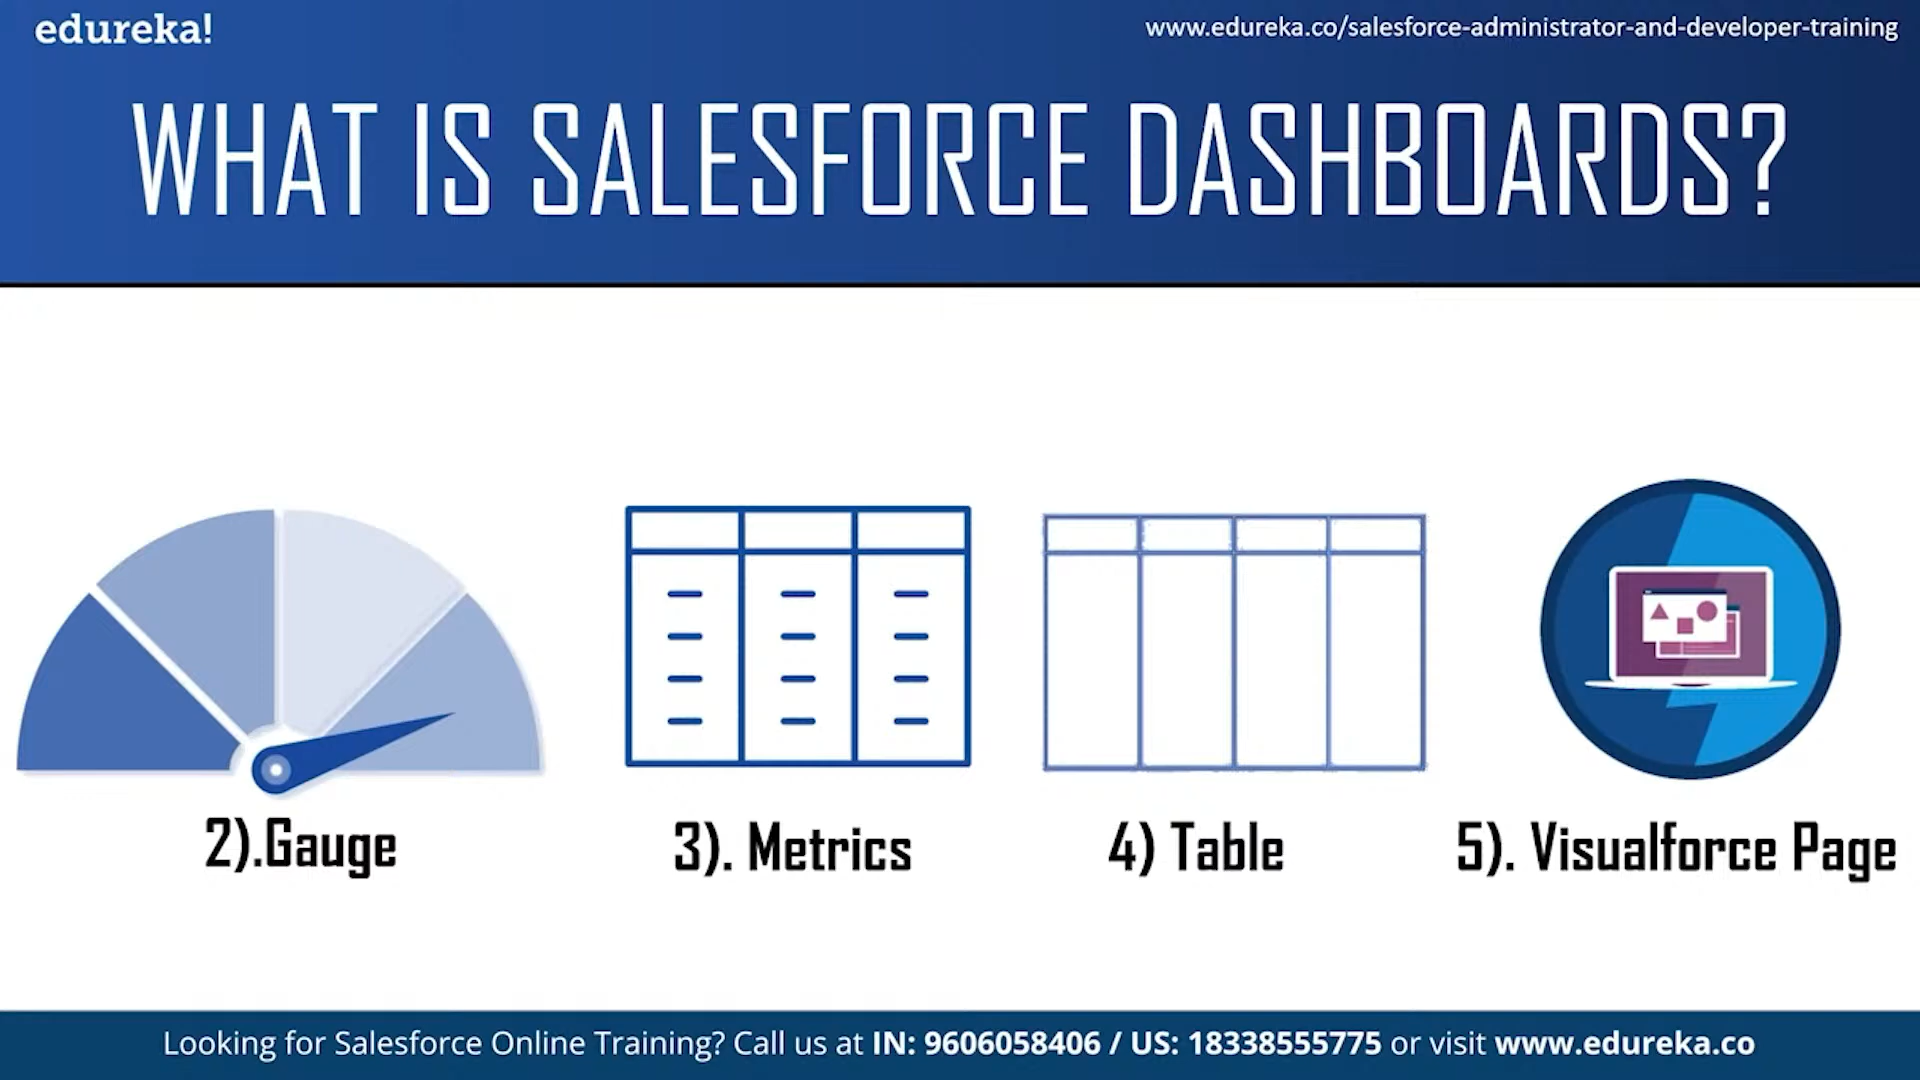 edureka!
www.edureka.co/salesforce-administrator-and-developer-training
WHAT IS SALESFORCE DASHBOARDS?
2).Gauge
3). Metrics
4) Table
5). Visualforce Page
Looking for Salesforce Online Training? Call us at IN: 9606058406 / US: 18338555775 or visit www.edureka.co